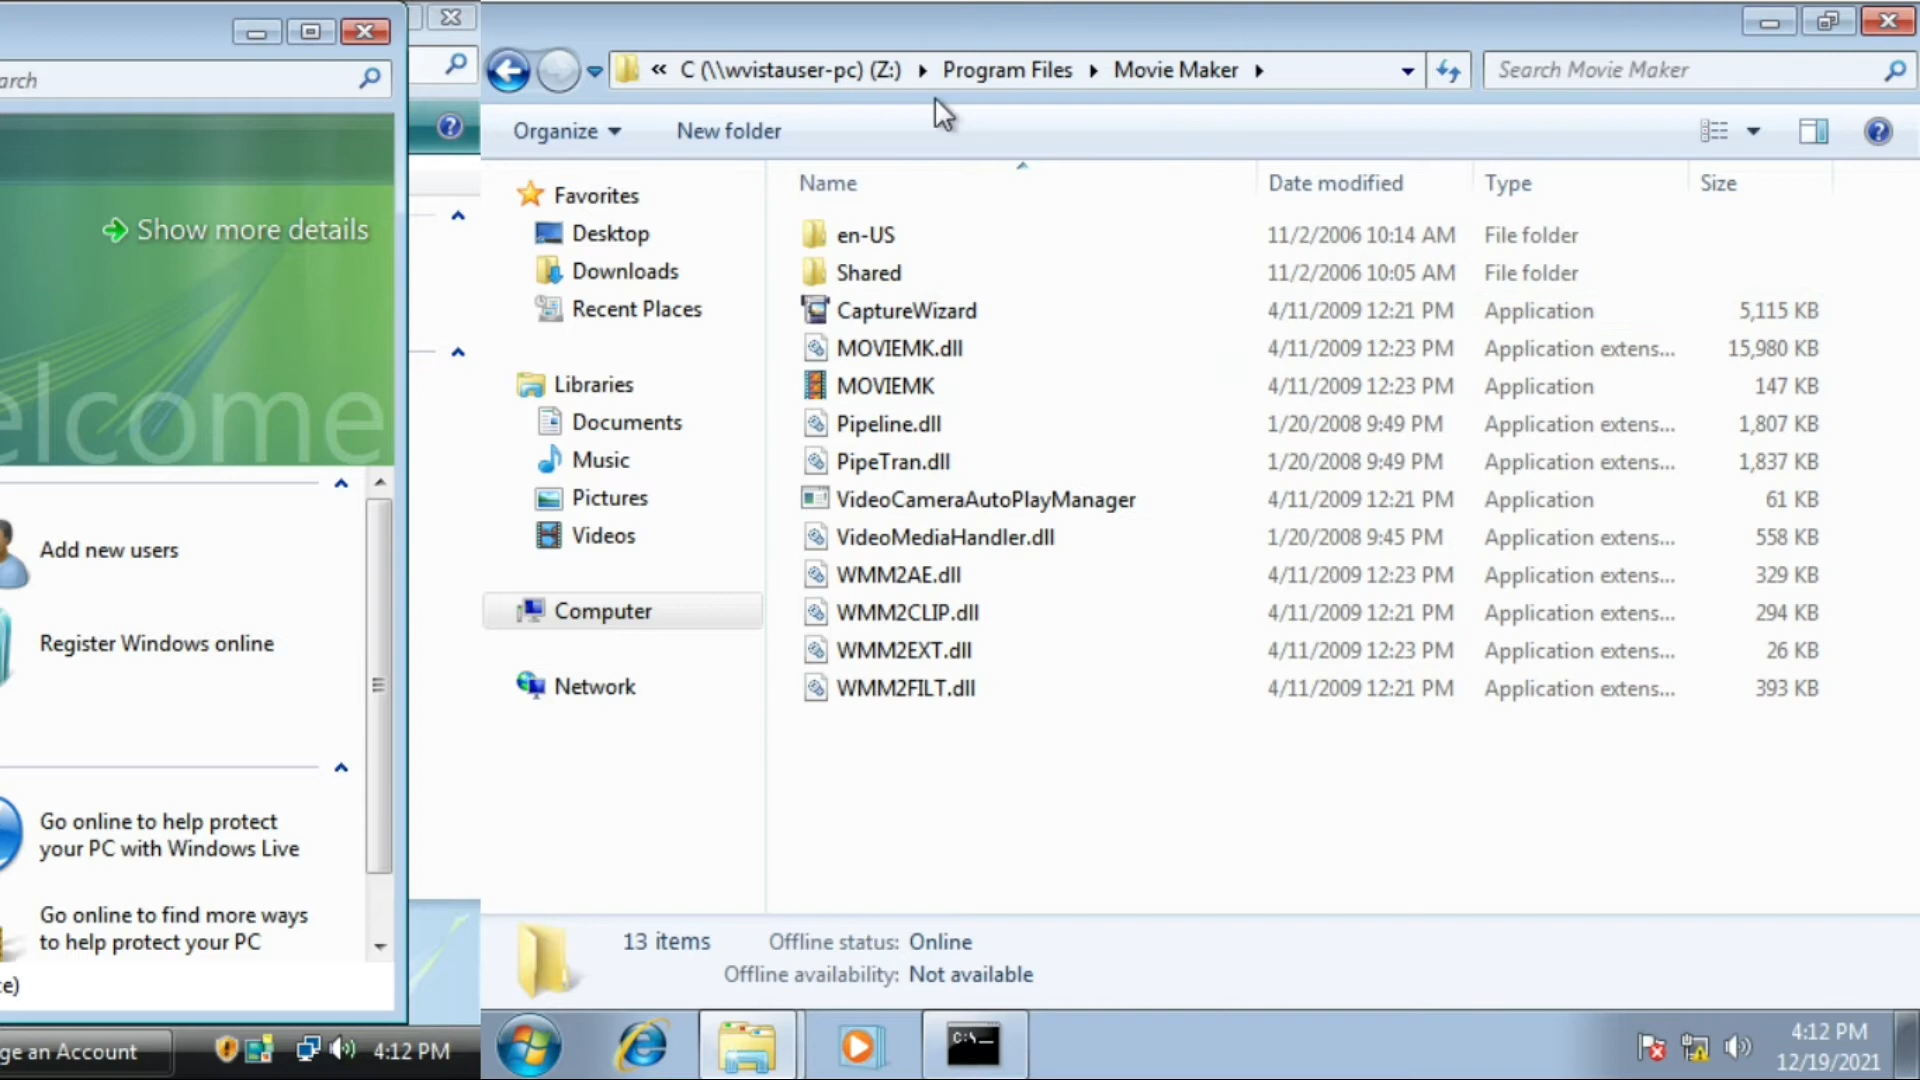 arch
Show more details
elcome
Add new users
Register Windows online
Go online to help protect
your PC with Windows Live
Go online to find more ways
to help protect your PC
te)
ge an Account
4:12 PM
« C (\\wvistauser-pc) (Z:) Program Files Movie Maker
Search Movie Maker
Organize New folder
Favorites
Desktop
Downloads
Recent Places
Libraries
Documents
Music
Pictures
Videos
Computer
Network
Name Date modified Type Size
en-US 11/2/2006 10:14 AM File folder
Shared 11/2/2006 10:05 AM File folder
CaptureWizard 4/11/2009 12:21 PM Application 5,115 KB
MOVIEMK.dll 4/11/2009 12:23 PM Application extens... 15,980 KB
MOVIEMK 4/11/2009 12:23 PM Application 147 KB
Pipeline.dll 1/20/2008 9:49 PM Application extens... 1,807 KB
PipeTran.dll 1/20/2008 9:49 PM Application extens... 1,837 KB
VideoCameraAutoPlayManager 4/11/2009 12:21 PM Application 61 KB
VideoMediaHandler.dll 1/20/2008 9:45 PM Application extens... 558 KB
WMM2AE.dll 4/11/2009 12:23 PM Application extens... 329 KB
WMM2CLIP.dll 4/11/2009 12:21 PM Application extens... 294 KB
WMM2EXT.dll 4/11/2009 12:23 PM Application extens... 26 KB
WMM2FILT.dll 4/11/2009 12:21 PM Application extens... 393 KB
13 items Offline status: Online
Offline availability: Not available
C:\_
4:12 PM
12/19/2021